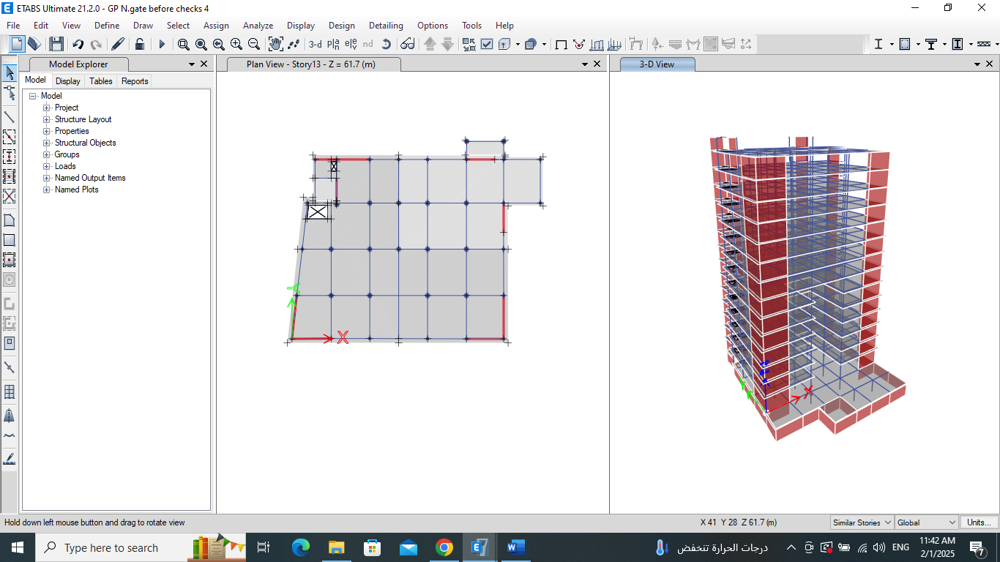 ETABS Ultimate 21.2.0 - GP N.gate before checks 4
File Edit View Define Draw Select Assign Analyze Display Design Detailing Options Tools Help
3-d nd
Model Explorer
Plan View - Story13 - Z = 61.7 (m)
3-D View
Model Display Tables Reports
Model
Project
Structure Layout
Properties
Structural Objects
Groups
Loads
Named Output Items
Named Plots
X
X
Hold down left mouse button and drag to rotate view
X 41 Y 28 Z 61.7 (m)
Similar Stories
Global
Units...
Type here to search
درجات الحرارة تنخفض
ENG
11:42 AM
2/1/2025
7